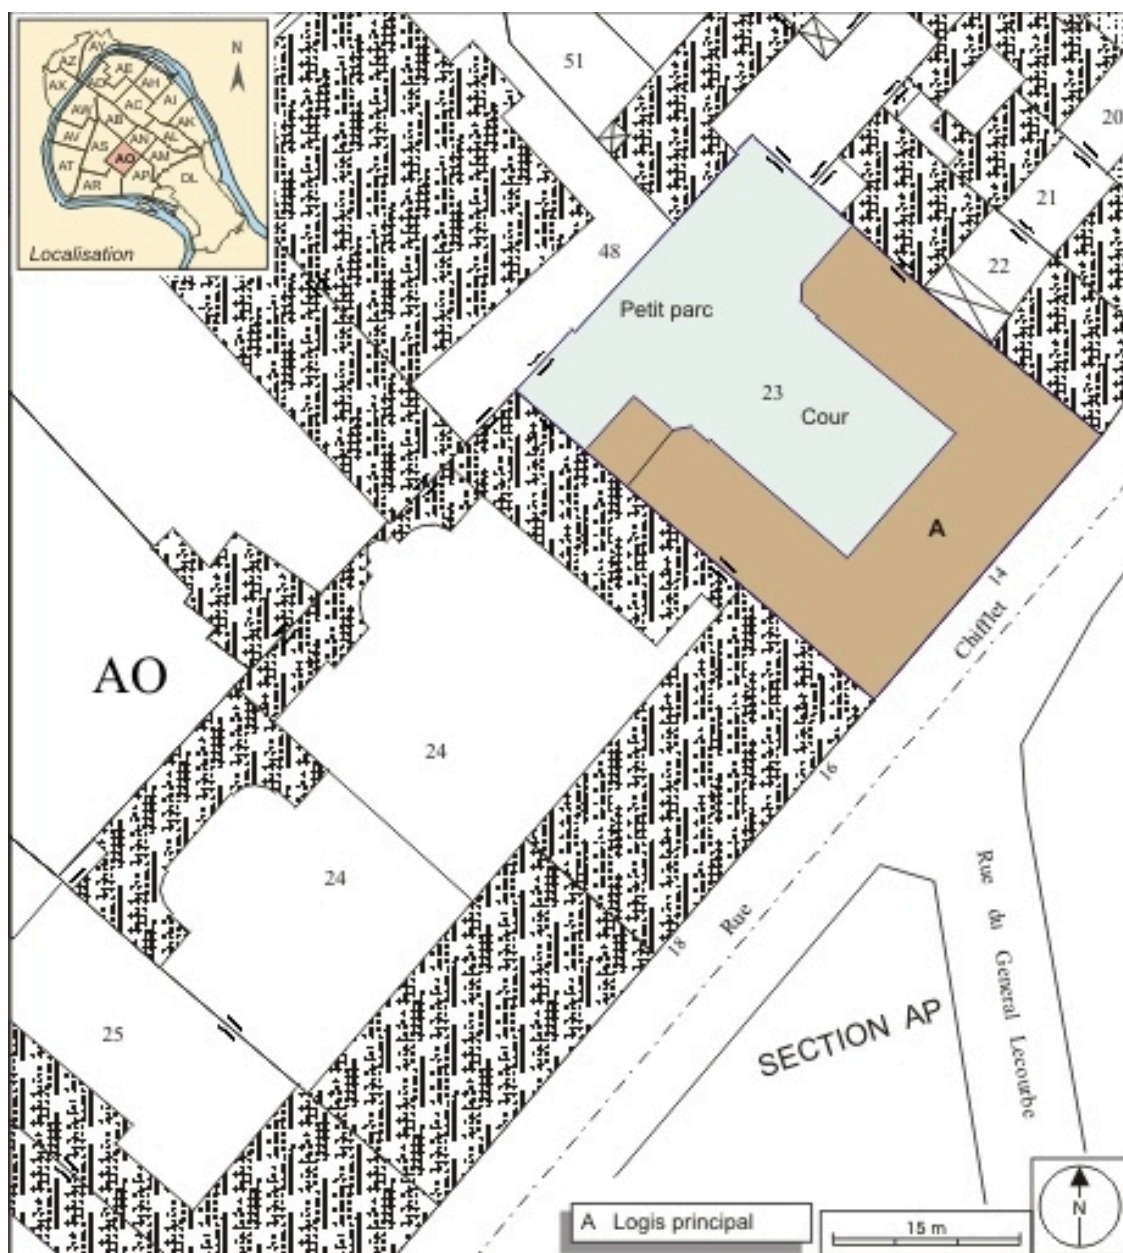 AY
AZ
AE
AX
AD
AH
AC
AI
AW
AB
AK
AV
AS
AN
AL
AO
AM
AT
AP
DL
AR
N
Localisation
51
20
21
22
48
Petit parc
23
Cour
A
14
Chifflet
AO
24
16
24
Rue
18
25
Rue du General Lecourbe
SECTION AP
A Logis principal
15 m
N